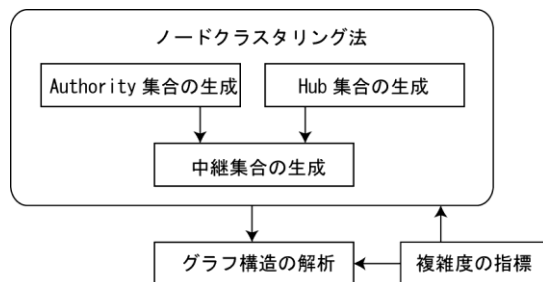 ノードクラスタリング法
Authority 集合の生成
Hub 集合の生成
中継集合の生成
グラフ構造の解析
複雑度の指標